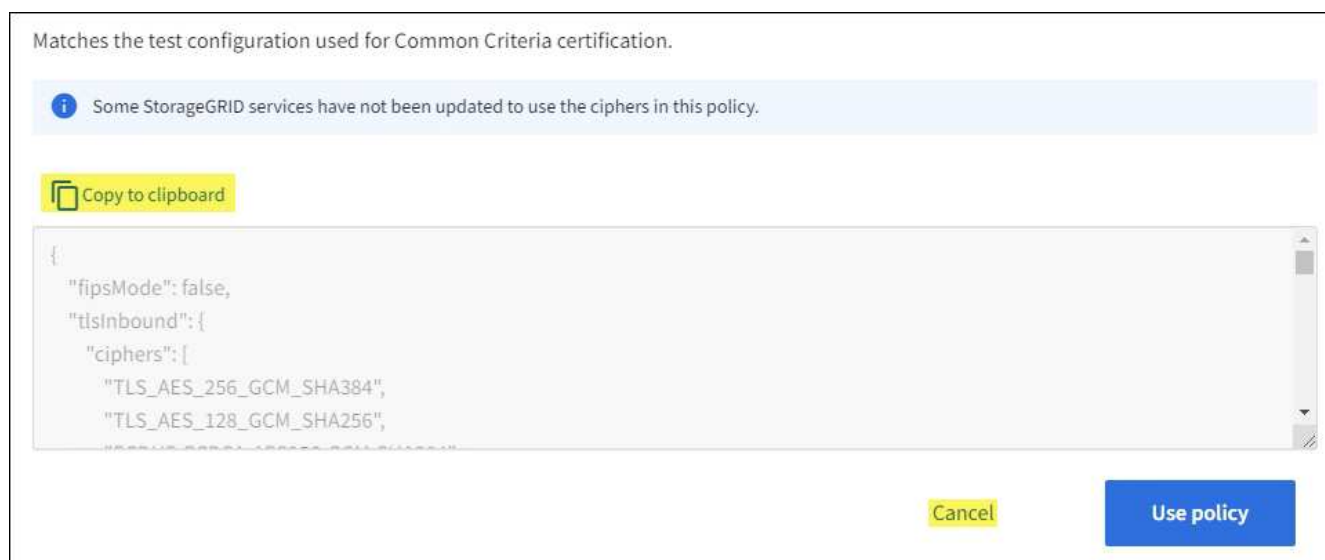 Matches the test configuration used for Common Criteria certification.
Some StorageGRID services have not been updated to use the ciphers in this policy.
Copy to clipboard
{
"fipsMode": false,
"tlsInbound": {
"ciphers": [
"TLS_AES_256_GCM_SHA384",
"TLS_AES_128_GCM_SHA256",
Cancel
Use policy